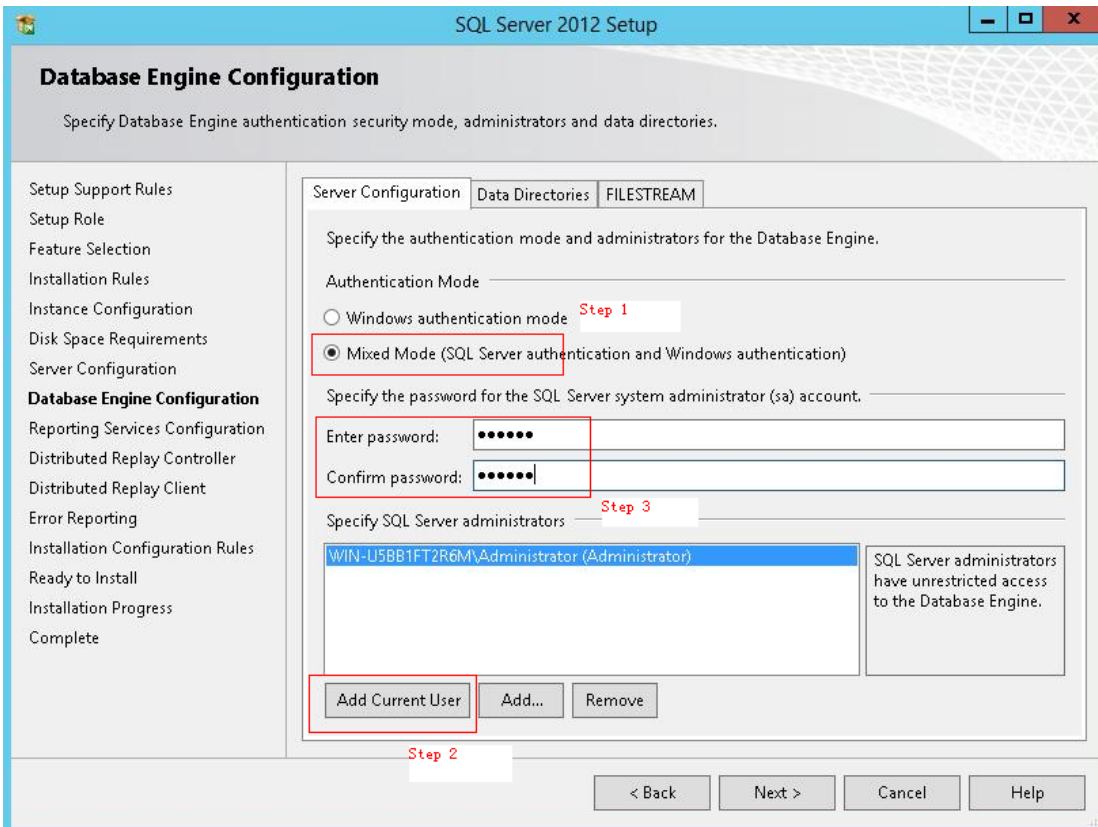 SQL Server 2012 Setup
Database Engine Configuration
Specify Database Engine authentication security mode, administrators and data directories.
Setup Support Rules
Setup Role
Feature Selection
Installation Rules
Instance Configuration
Disk Space Requirements
Server Configuration
Database Engine Configuration
Reporting Services Configuration
Distributed Replay Controller
Distributed Replay Client
Error Reporting
Installation Configuration Rules
Ready to Install
Installation Progress
Complete
Server Configuration Data Directories FILESTREAM
Specify the authentication mode and administrators for the Database Engine.
Authentication Mode
Windows authentication mode Step 1
Mixed Mode (SQL Server authentication and Windows authentication)
Specify the password for the SQL Server system administrator (sa) account.
Enter password: ●●●●●●
Confirm password: ●●●●●●
Step 3
Specify SQL Server administrators
WIN-U5BB1FT2R6M\Administrator (Administrator)
SQL Server administrators
have unrestricted access
to the Database Engine.
Add Current User Add... Remove
Step 2
< Back Next > Cancel Help